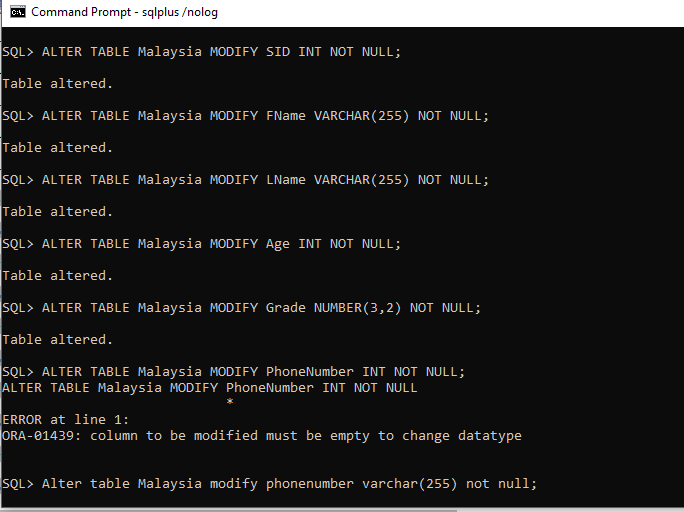 Command Prompt - sqlplus /nolog
SQL> ALTER TABLE Malaysia MODIFY SID INT NOT NULL;
Table altered.
SQL> ALTER TABLE Malaysia MODIFY FName VARCHAR(255) NOT NULL;
Table altered.
SQL> ALTER TABLE Malaysia MODIFY LName VARCHAR(255) NOT NULL;
Table altered.
SQL> ALTER TABLE Malaysia MODIFY Age INT NOT NULL;
Table altered.
SQL> ALTER TABLE Malaysia MODIFY Grade NUMBER(3,2) NOT NULL;
Table altered.
SQL> ALTER TABLE Malaysia MODIFY PhoneNumber INT NOT NULL;
ALTER TABLE Malaysia MODIFY PhoneNumber INT NOT NULL
*
ERROR at line 1:
ORA-01439: column to be modified must be empty to change datatype
SQL> Alter table Malaysia modify phonenumber varchar(255) not null;